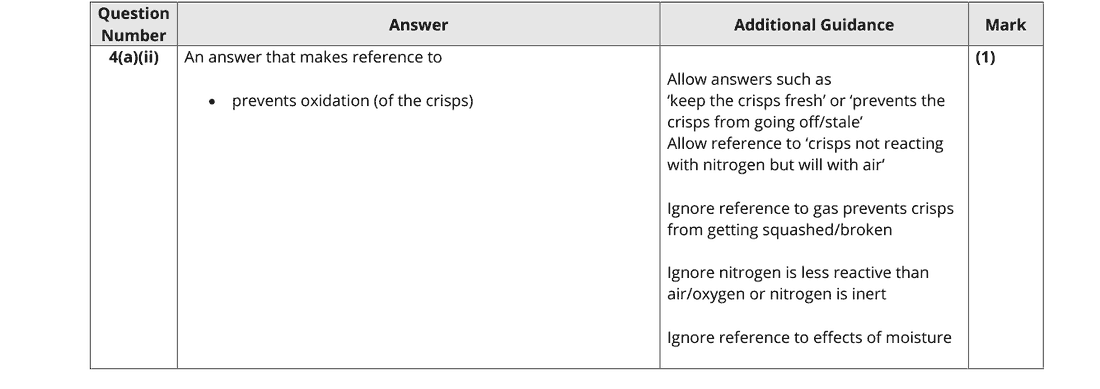 Question Number
Answer
Additional Guidance
Mark
4(a)(ii)
An answer that makes reference to
• prevents oxidation (of the crisps)
Allow answers such as
‘keep the crisps fresh’ or ‘prevents the
crisps from going off/stale’
Allow reference to ‘crisps not reacting
with nitrogen but will with air’
Ignore reference to gas prevents crisps
from getting squashed/broken
Ignore nitrogen is less reactive than
air/oxygen or nitrogen is inert
Ignore reference to effects of moisture
(1)